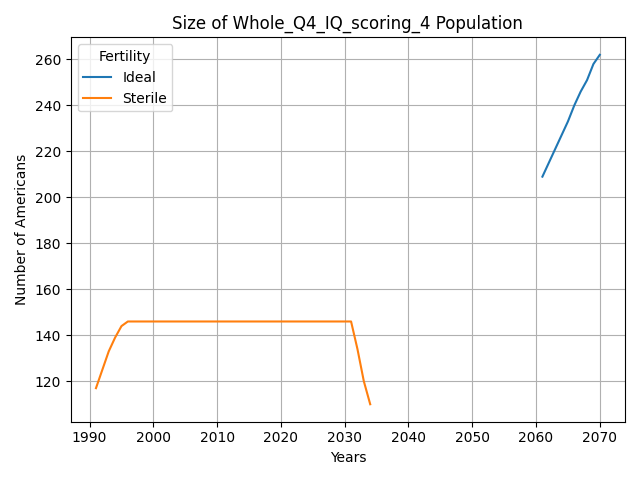 Size of Whole_Q4_IQ_scoring_4 Population
Fertility
Ideal
Sterile
Number of Americans
260
240
220
200
180
160
140
120
1990 2000 2010 2020 2030 2040 2050 2060 2070
Years